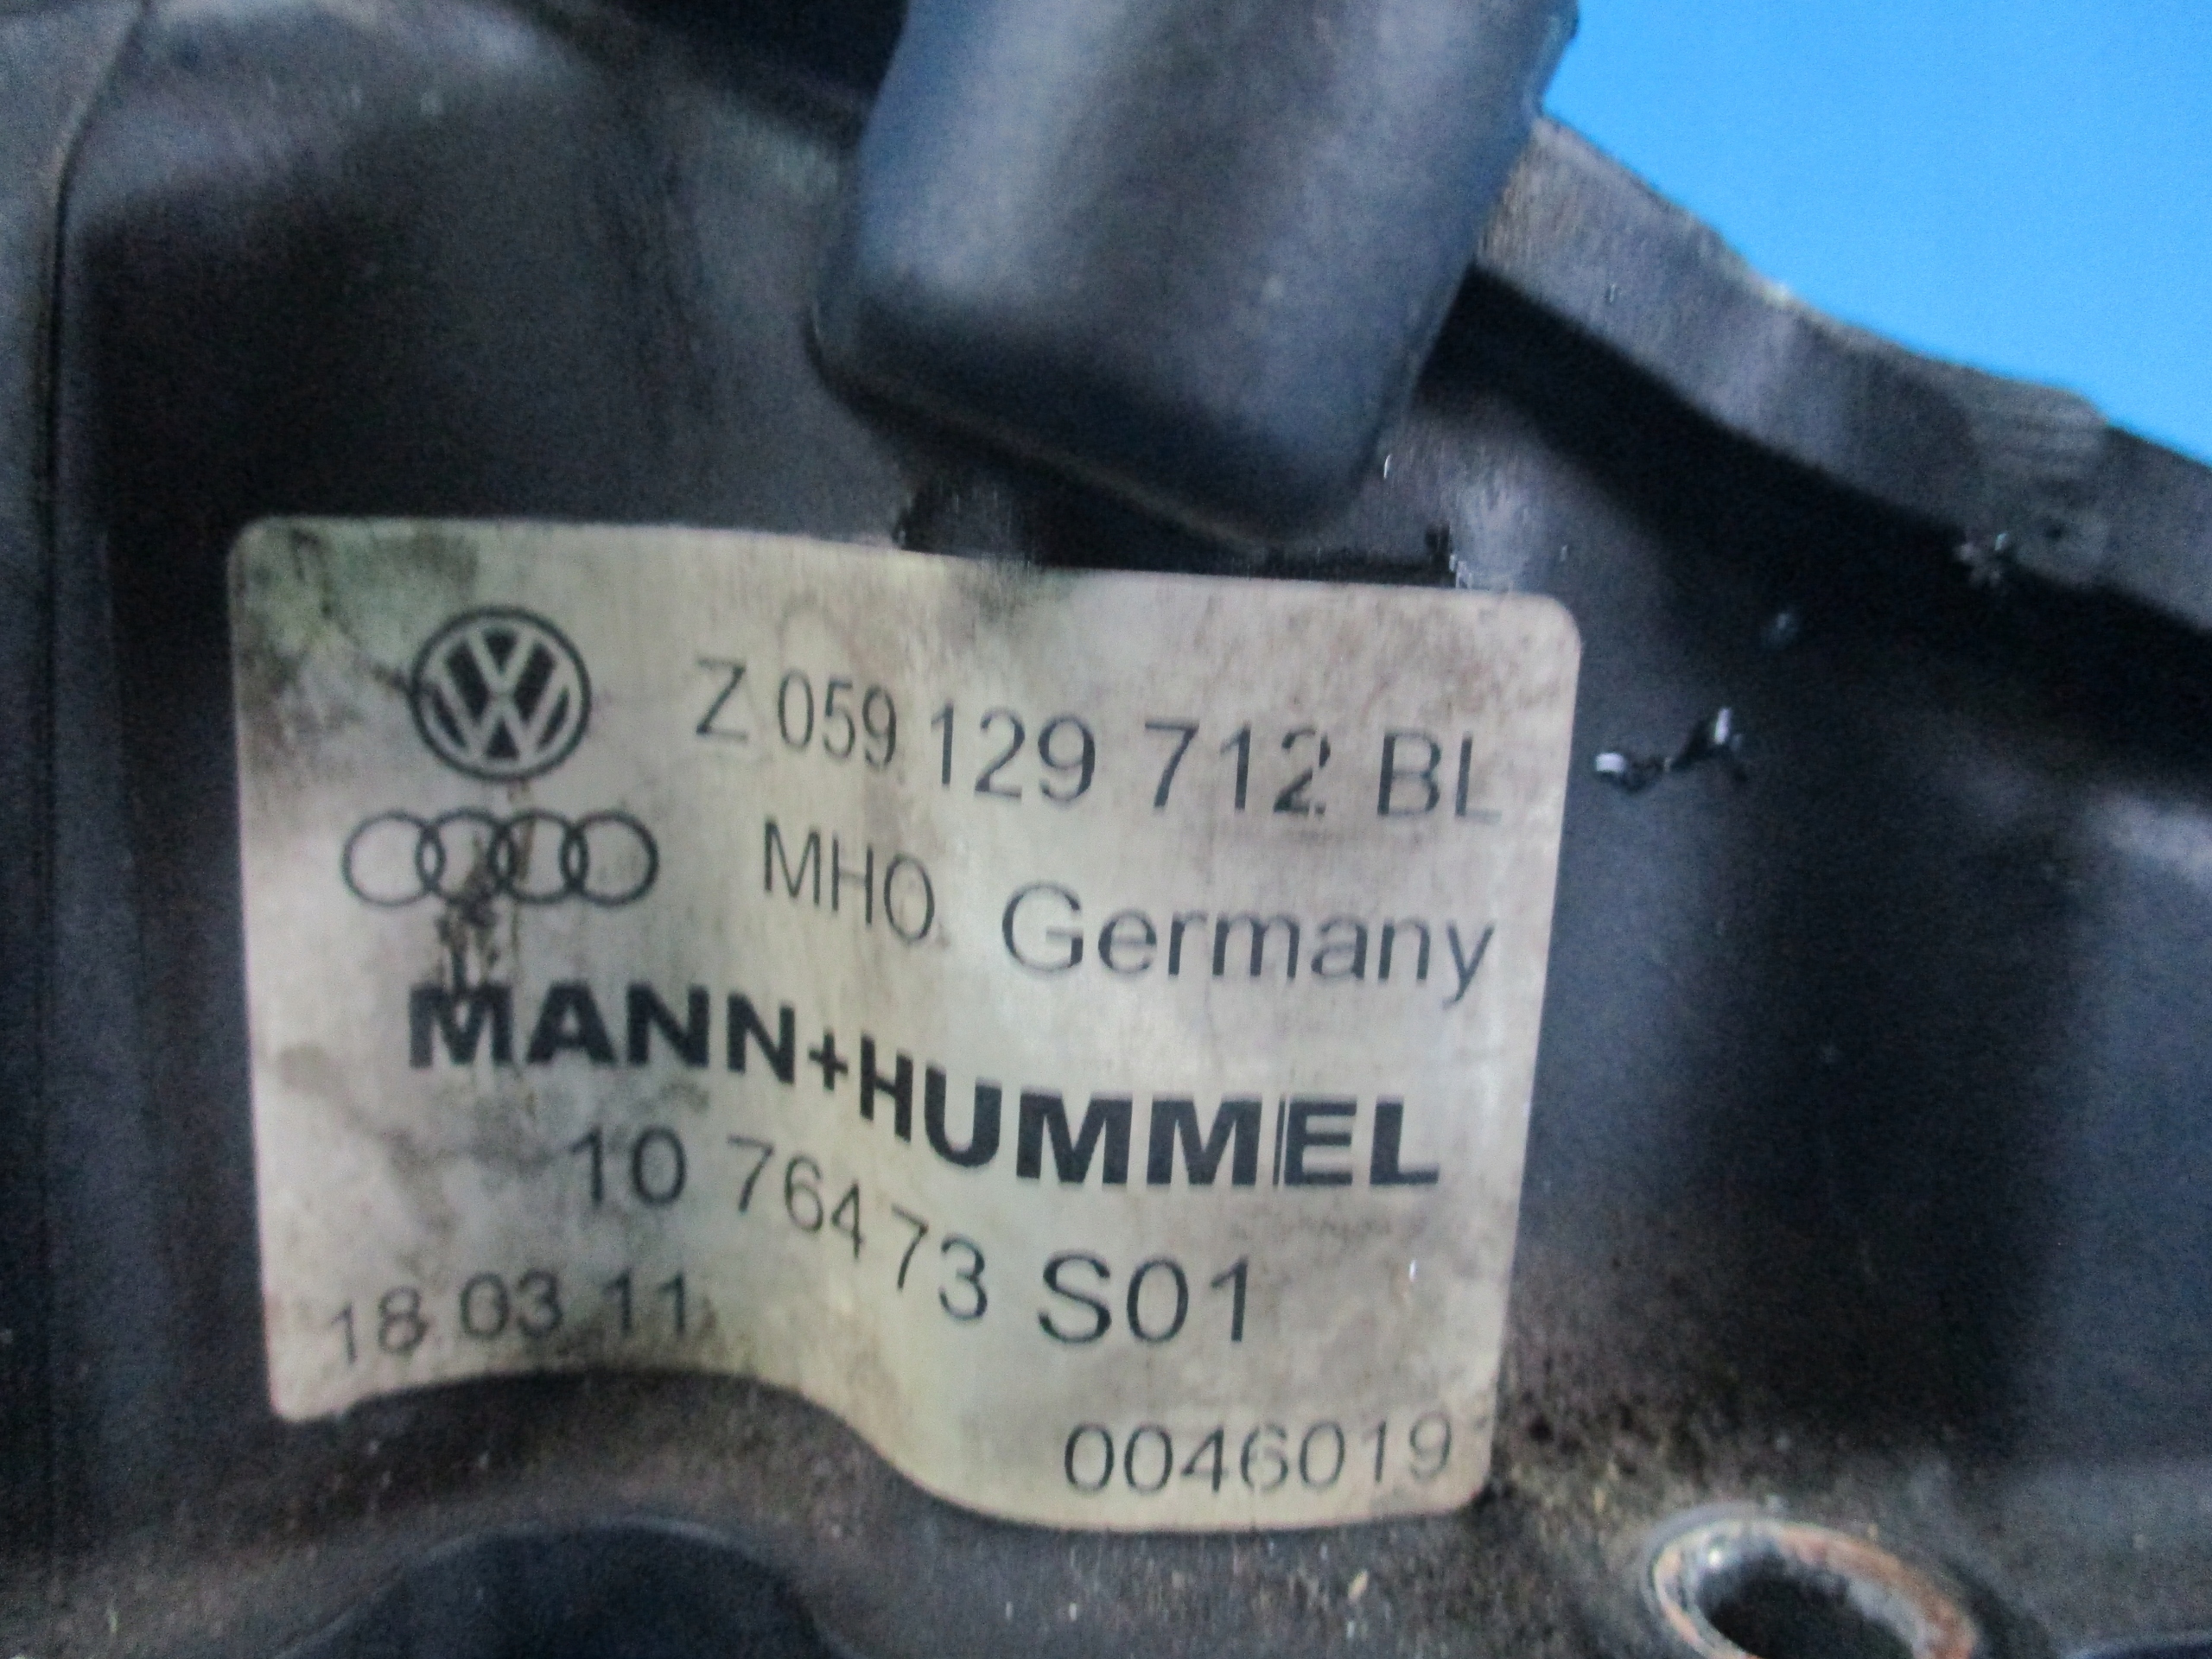 Z 059 129 712 BL
MHO Germany
MANN+HUMMEL
10 764 73 S01
18 03 11
0046019